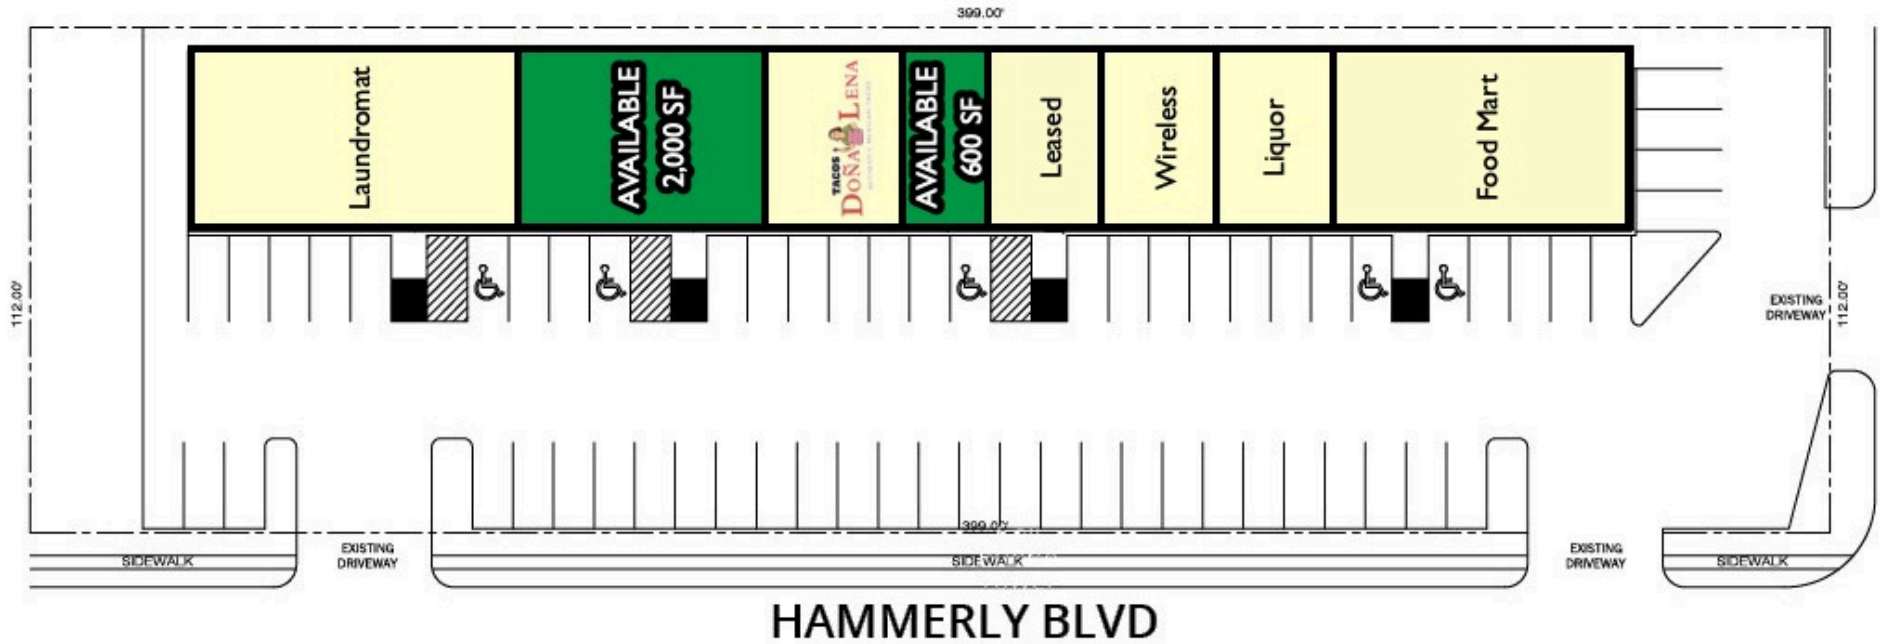 399.00'
Laundromat
AVAILABLE
2,000 SF
TACOS
DOÑA LENA
AVAILABLE
600 SF
Leased
Wireless
Liquor
Food Mart
112.00'
EXISTING
DRIVEWAY
112.00'
399.00'
SIDEWALK
EXISTING
DRIVEWAY
SIDEWALK
EXISTING
DRIVEWAY
SIDEWALK
HAMMERLY BLVD